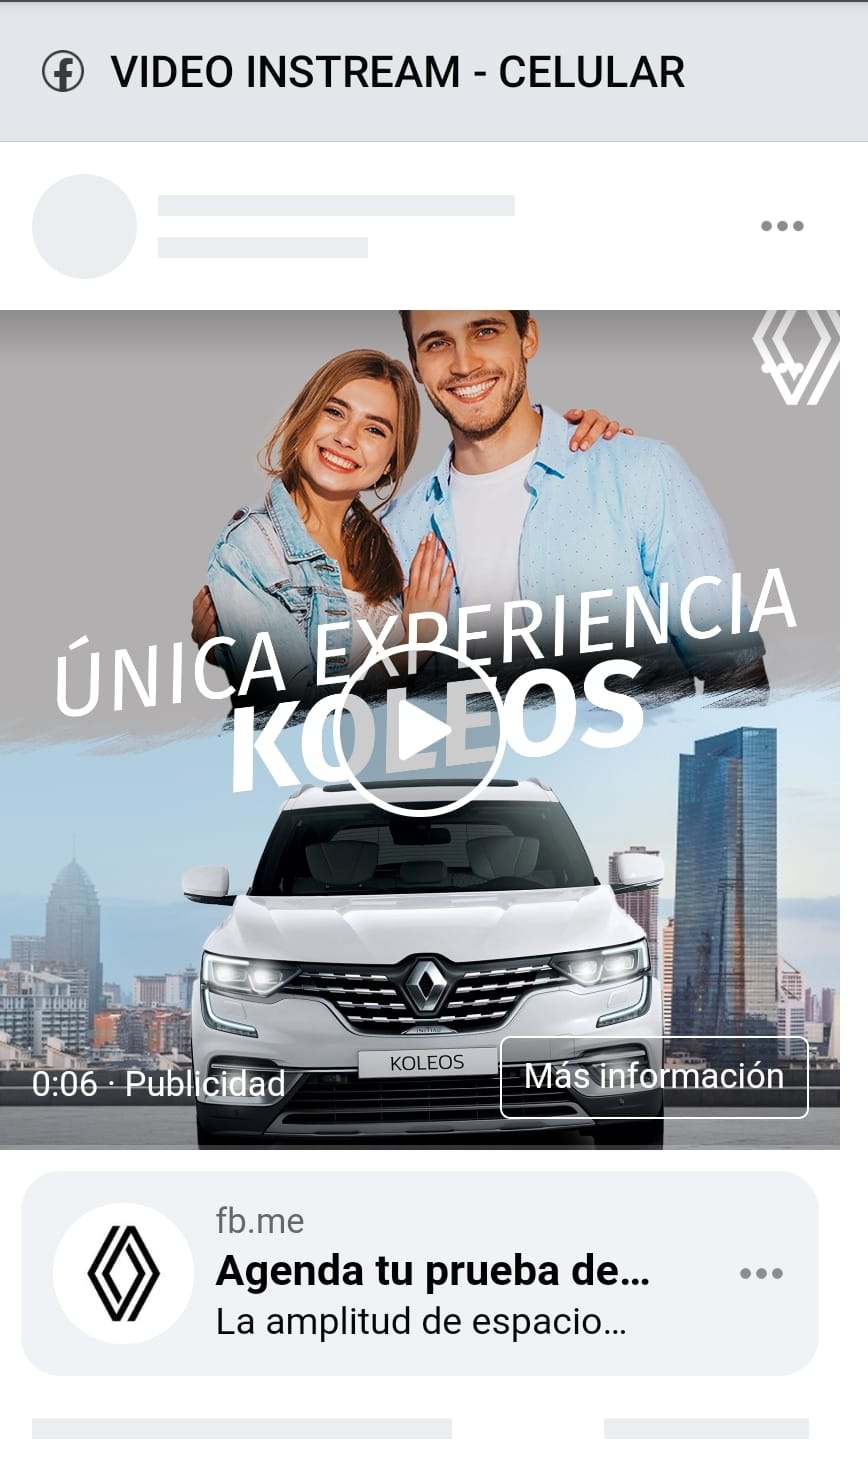 VIDEO INSTREAM - CELULAR
ÚNICA EXPERIENCIA
KOLEOS
INITIALE
KOLEOS
0:06 · Publicidad
Más información
fb.me
Agenda tu prueba de...
La amplitud de espacio...